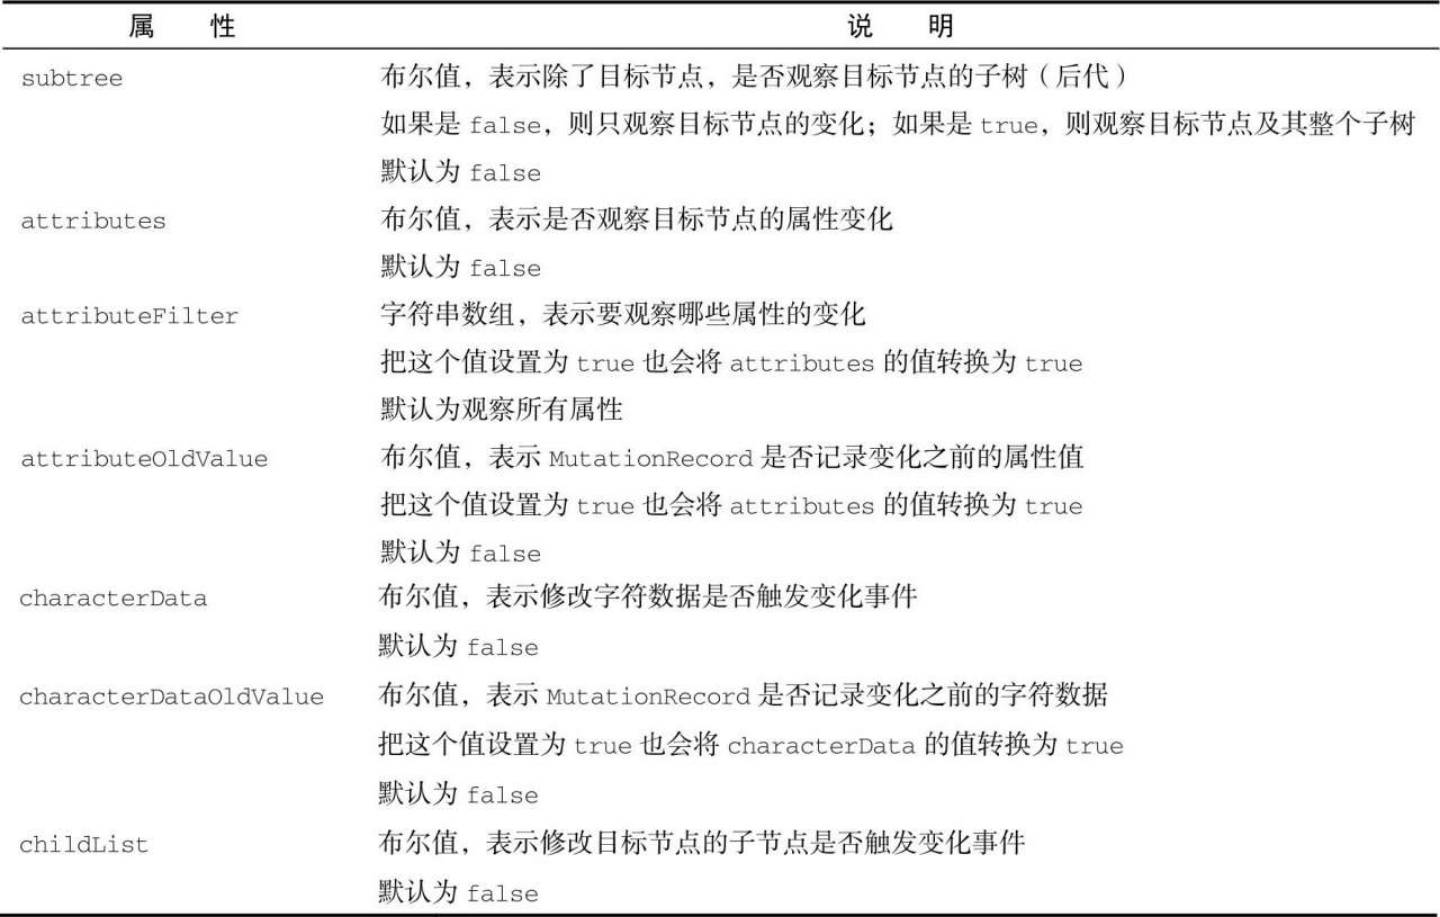 属 性 说 明
subtree 布尔值，表示除了目标节点，是否观察目标节点的子树（后代）
如果是 false，则只观察目标节点的变化；如果是 true，则观察目标节点及其整个子树
默认为 false
attributes 布尔值，表示是否观察目标节点的属性变化
默认为 false
attributeFilter 字符串数组，表示要观察哪些属性的变化
把这个值设置为 true 也会将 attributes 的值转换为 true
默认为观察所有属性
attributeOldValue 布尔值，表示 MutationRecord 是否记录变化之前的属性值
把这个值设置为 true 也会将 attributes 的值转换为 true
默认为 false
characterData 布尔值，表示修改字符数据是否触发变化事件
默认为 false
characterDataOldValue 布尔值，表示 MutationRecord 是否记录变化之前的字符数据
把这个值设置为 true 也会将 characterData 的值转换为 true
默认为 false
childList 布尔值，表示修改目标节点的子节点是否触发变化事件
默认为 false